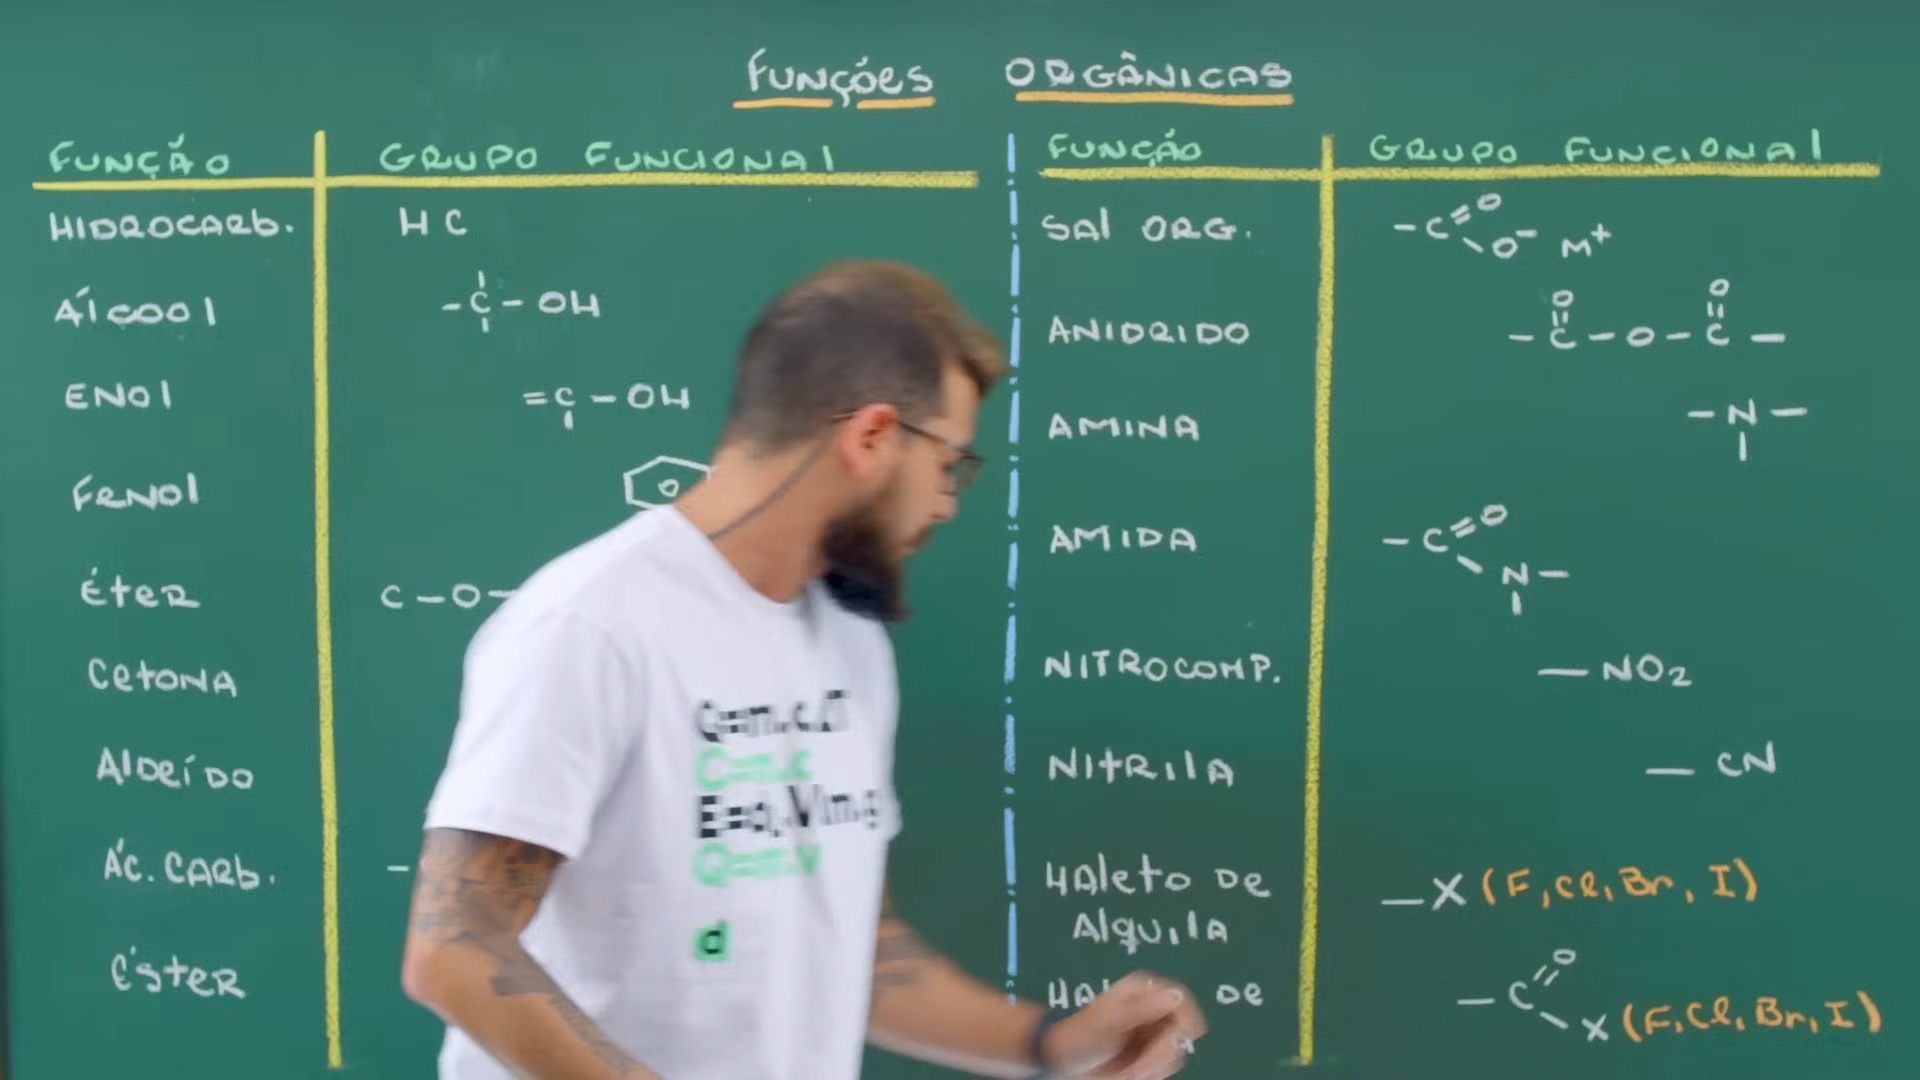 FUNÇÕES ORGÂNICAS
FUNÇÃO GRUPO FUNCIONAL
HIDROCARB. HC
ÁLCOOL -C-OH
ENOL =C-OH
FENOL
ÉTER C-O-
CETONA
ALDEÍDO
ÁC. CARB. -
ÉSTER
FUNÇÃO GRUPO FUNCIONAL
SAL ORG. -C=O O⁻ M⁺
ANIDRIDO O O
-C-O-C-
AMINA -N-
AMIDA -C=O
N-
NITROCOMP. -NO2
NITRILA - CN
HALETO DE
ALQUILA -X (F, Cl, Br, I)
DE -C=O
X (F, Cl, Br, I)
Q=m.c
Q=m.
d